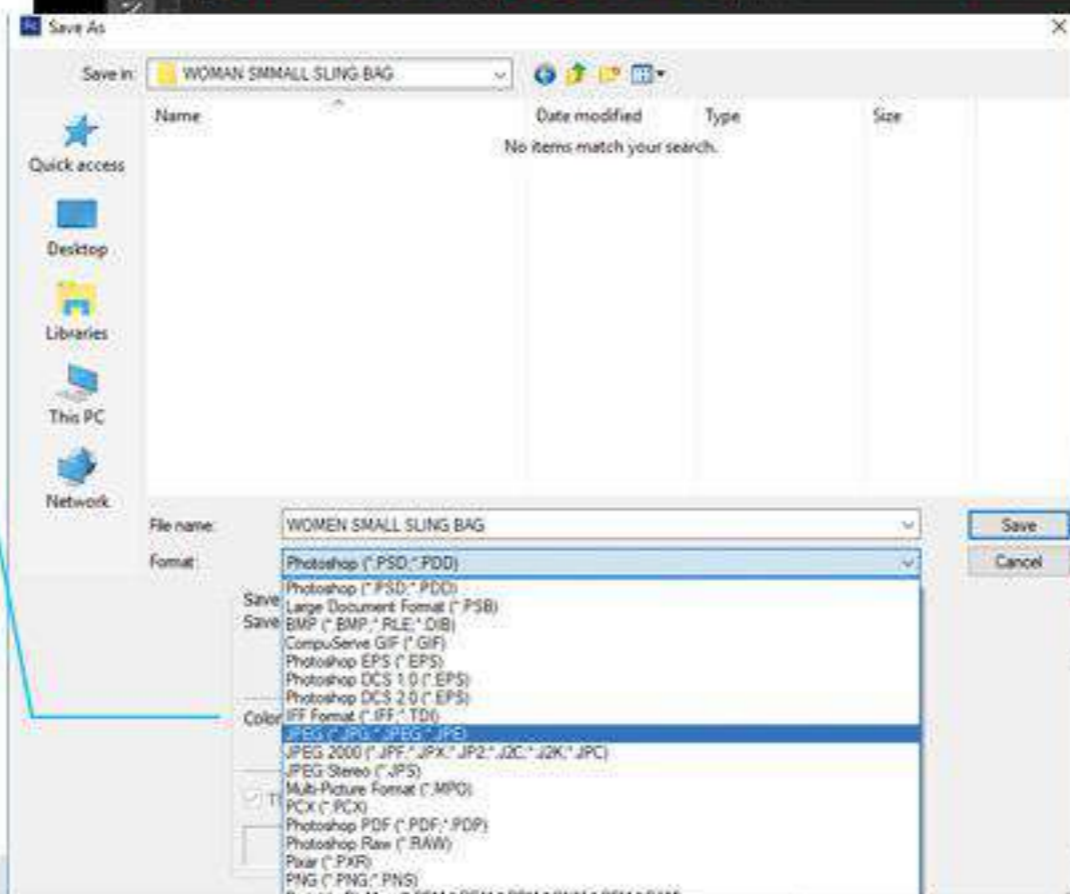 Save As
Save in: WOMAN SMMALL SLING BAG
Name Date modified Type Size
No items match your search.
Quick access
Desktop
Libraries
This PC
Network
File name: WOMEN SMALL SLING BAG Save
Format: Photoshop (*.PSD;*.PDD) Cancel
Photoshop (*.PSD;*.PDD)
Save Large Document Format (*.PSB)
Save BMP (*.BMP;*.RLE;*.DIB)
CompuServe GIF (*.GIF)
Photoshop EPS (*.EPS)
Photoshop DCS 1.0 (*.EPS)
Photoshop DCS 2.0 (*.EPS)
Color IFF Format (*.IFF;*.TDI)
JPEG (*.JPG;*.JPEG;*.JPE)
JPEG 2000 (*.JPF;*.JPX;*.JP2;*.J2C;*.J2K;*.JPC)
JPEG Stereo (*.JPS)
Multi-Picture Format (*.MPO)
PCX (*.PCX)
Photoshop PDF (*.PDF;*.PDP)
Photoshop Raw (*.RAW)
Pixar (*.PXR)
PNG (*.PNG;*.PNS)